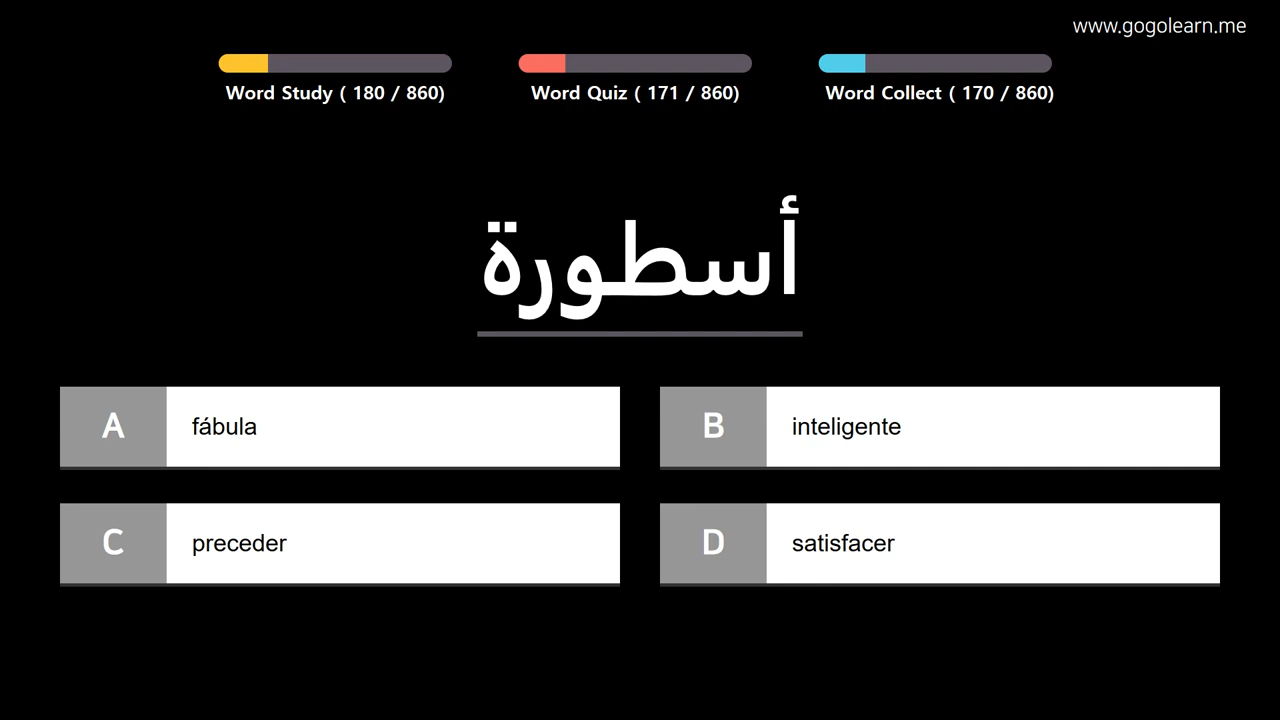 www.gogolearn.me
Word Study ( 180 / 860)
Word Quiz ( 171 / 860)
Word Collect ( 170 / 860)
أسطورة
A fábula
B inteligente
C preceder
D satisfacer